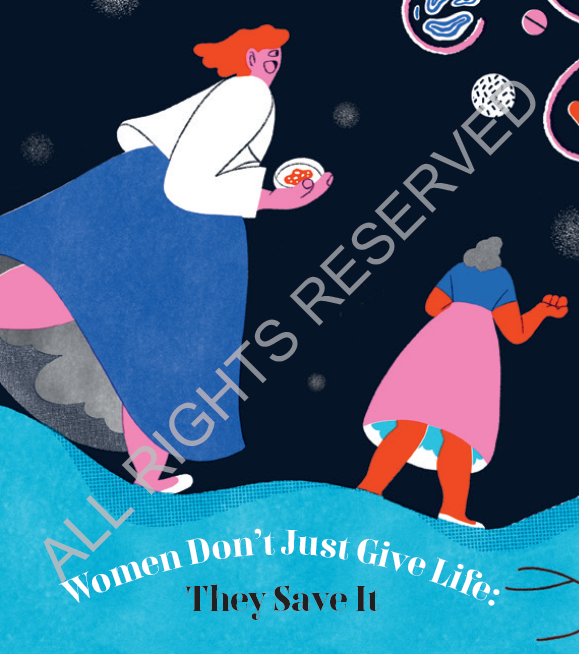 ALL RIGHTS RESERVED
Women Don't Just Give Life:
They Save It